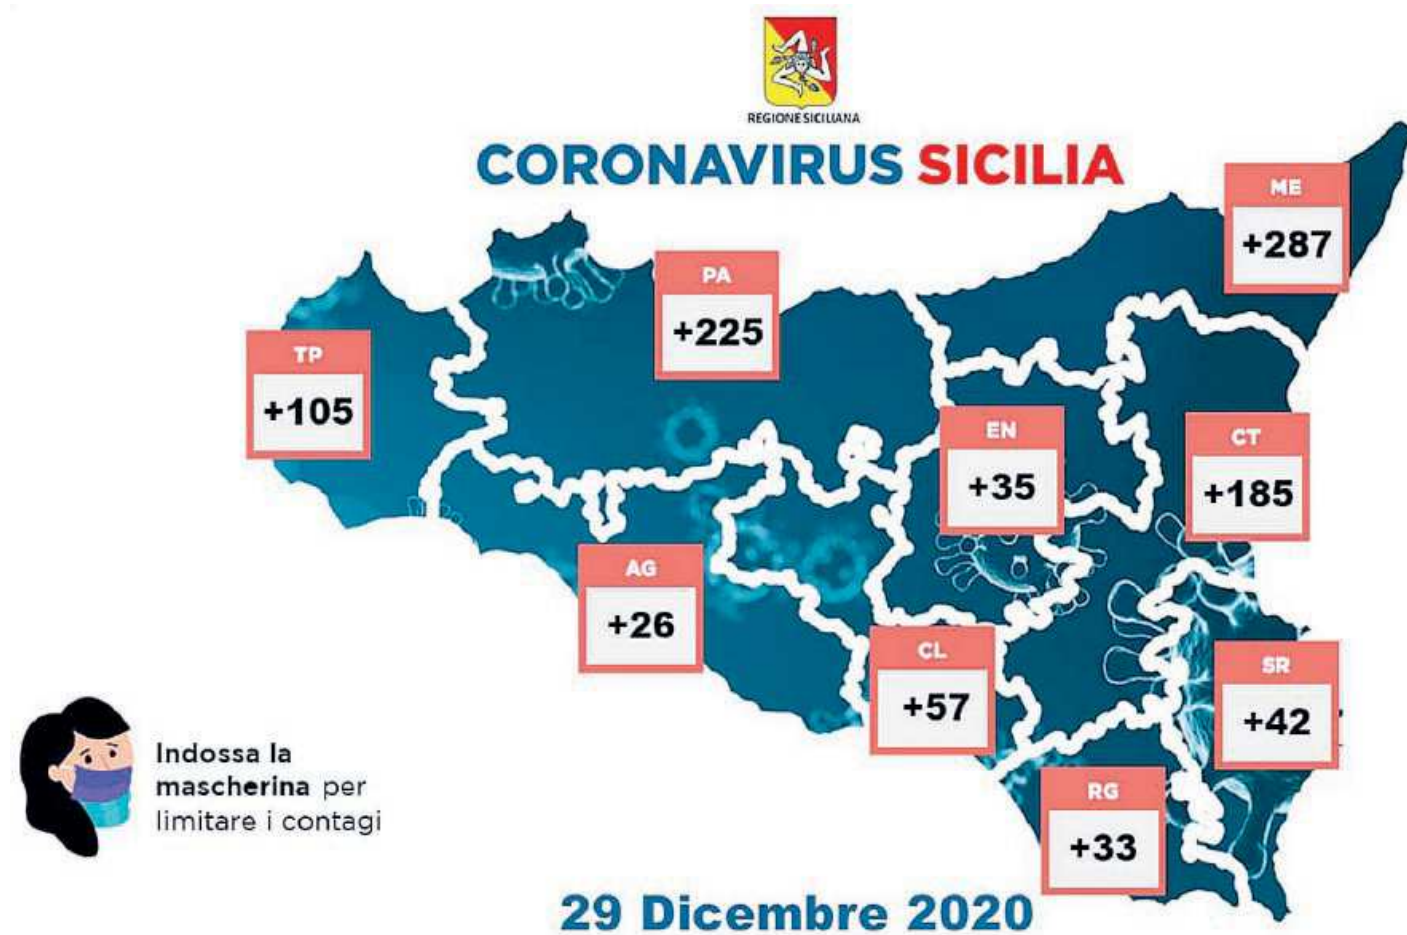 REGIONE SICILIANA
CORONAVIRUS SICILIA
ME
+287
PA
+225
TP
+105
EN
+35
CT
+185
AG
+26
CL
+57
SR
+42
RG
+33
Indossa la
mascherina per
limitare i contagi
29 Dicembre 2020